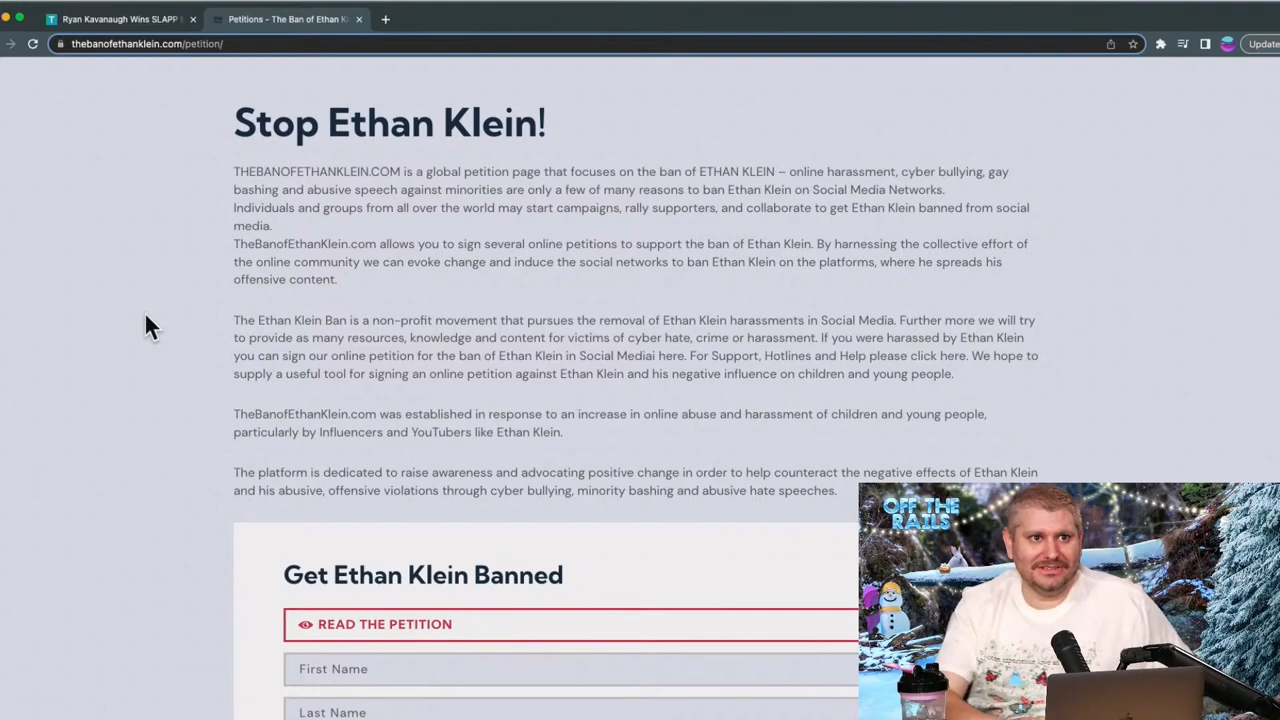 Ryan Kavanaugh Wins SLAPP
Petitions - The Ban of Ethan Kl
thebanofethanklein.com/petition/
Update
Stop Ethan Klein!
THEBANOFETHANKLEIN.COM is a global petition page that focuses on the ban of ETHAN KLEIN – online harassment, cyber bullying, gay
bashing and abusive speech against minorities are only a few of many reasons to ban Ethan Klein on Social Media Networks.
Individuals and groups from all over the world may start campaigns, rally supporters, and collaborate to get Ethan Klein banned from social
media.
TheBanofEthanKlein.com allows you to sign several online petitions to support the ban of Ethan Klein. By harnessing the collective effort of
the online community we can evoke change and induce the social networks to ban Ethan Klein on the platforms, where he spreads his
offensive content.
The Ethan Klein Ban is a non-profit movement that pursues the removal of Ethan Klein harassments in Social Media. Further more we will try
to provide as many resources, knowledge and content for victims of cyber hate, crime or harassment. If you were harassed by Ethan Klein
you can sign our online petition for the ban of Ethan Klein in Social Mediai here. For Support, Hotlines and Help please click here. We hope to
supply a useful tool for signing an online petition against Ethan Klein and his negative influence on children and young people.
TheBanofEthanKlein.com was established in response to an increase in online abuse and harassment of children and young people,
particularly by Influencers and YouTubers like Ethan Klein.
The platform is dedicated to raise awareness and advocating positive change in order to help counteract the negative effects of Ethan Klein
and his abusive, offensive violations through cyber bullying, minority bashing and abusive hate speeches.
OFF THE
RAILS
Get Ethan Klein Banned
READ THE PETITION
First Name
Last Name